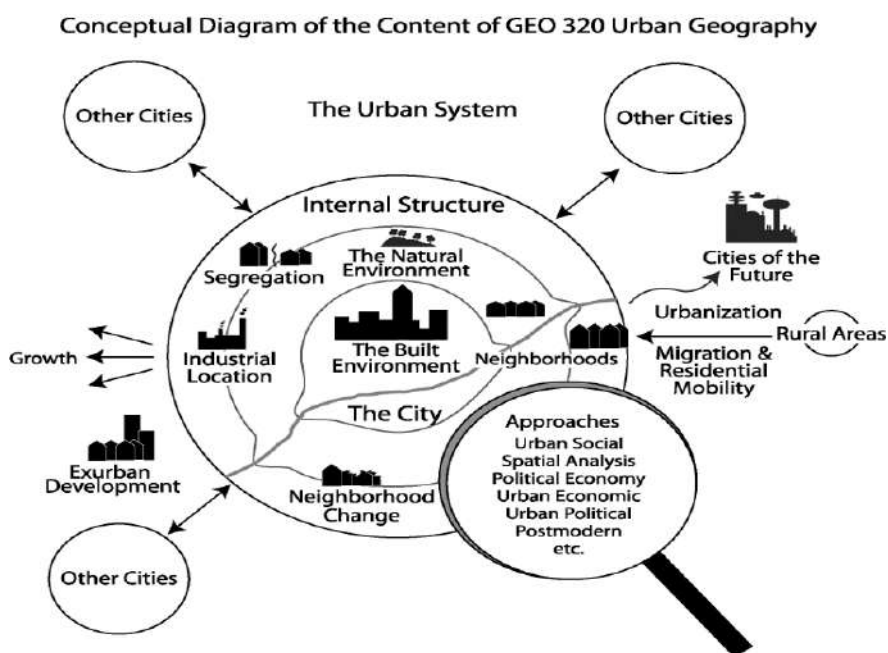 Conceptual Diagram of the Content of GEO 320 Urban Geography
Other Cities
The Urban System
Other Cities
Internal Structure
Segregation
The Natural
Environment
Cities of the
Future
Urbanization
Rural Areas
Migration &
Residential
Mobility
Growth
Industrial
Location
The Built
Environment
Neighborhoods
The City
Exurban
Development
Neighborhood
Change
Approaches
Urban Social
Spatial Analysis
Political Economy
Urban Economic
Urban Political
Postmodern
etc.
Other Cities